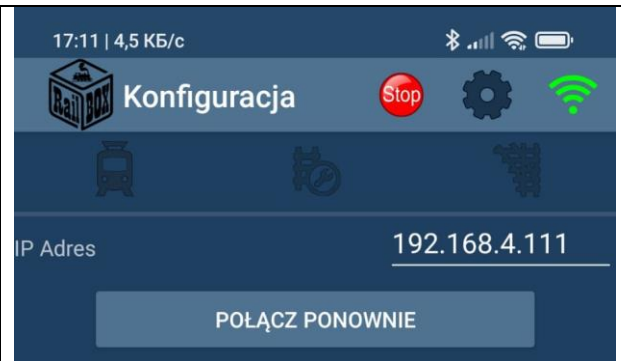 17:11 | 4,5 КБ/с
Rail BOX Konfiguracja Stop
IP Adres 192.168.4.111
POŁĄCZ PONOWNIE